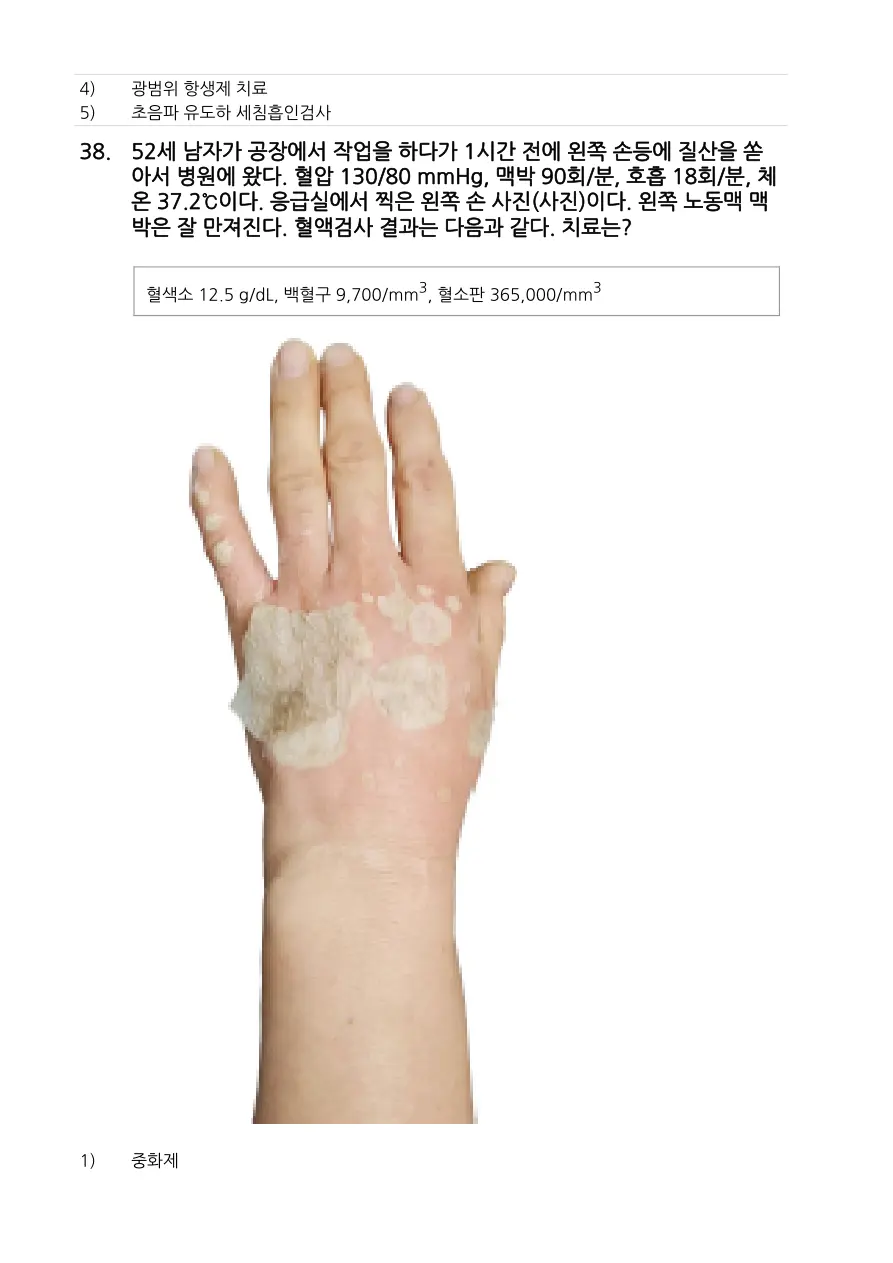 4) 광범위 항생제 치료
5) 초음파 유도하 세침흡인검사
38. 52세 남자가 공장에서 작업을 하다가 1시간 전에 왼쪽 손등에 질산을 쏟
아서 병원에 왔다. 혈압 130/80 mmHg, 맥박 90회/분, 호흡 18회/분, 체
온 37.2℃이다. 응급실에서 찍은 왼쪽 손 사진(사진)이다. 왼쪽 노동맥 맥
박은 잘 만져진다. 혈액검사 결과는 다음과 같다. 치료는?
혈색소 12.5 g/dL, 백혈구 9,700/mm³, 혈소판 365,000/mm³
1) 중화제